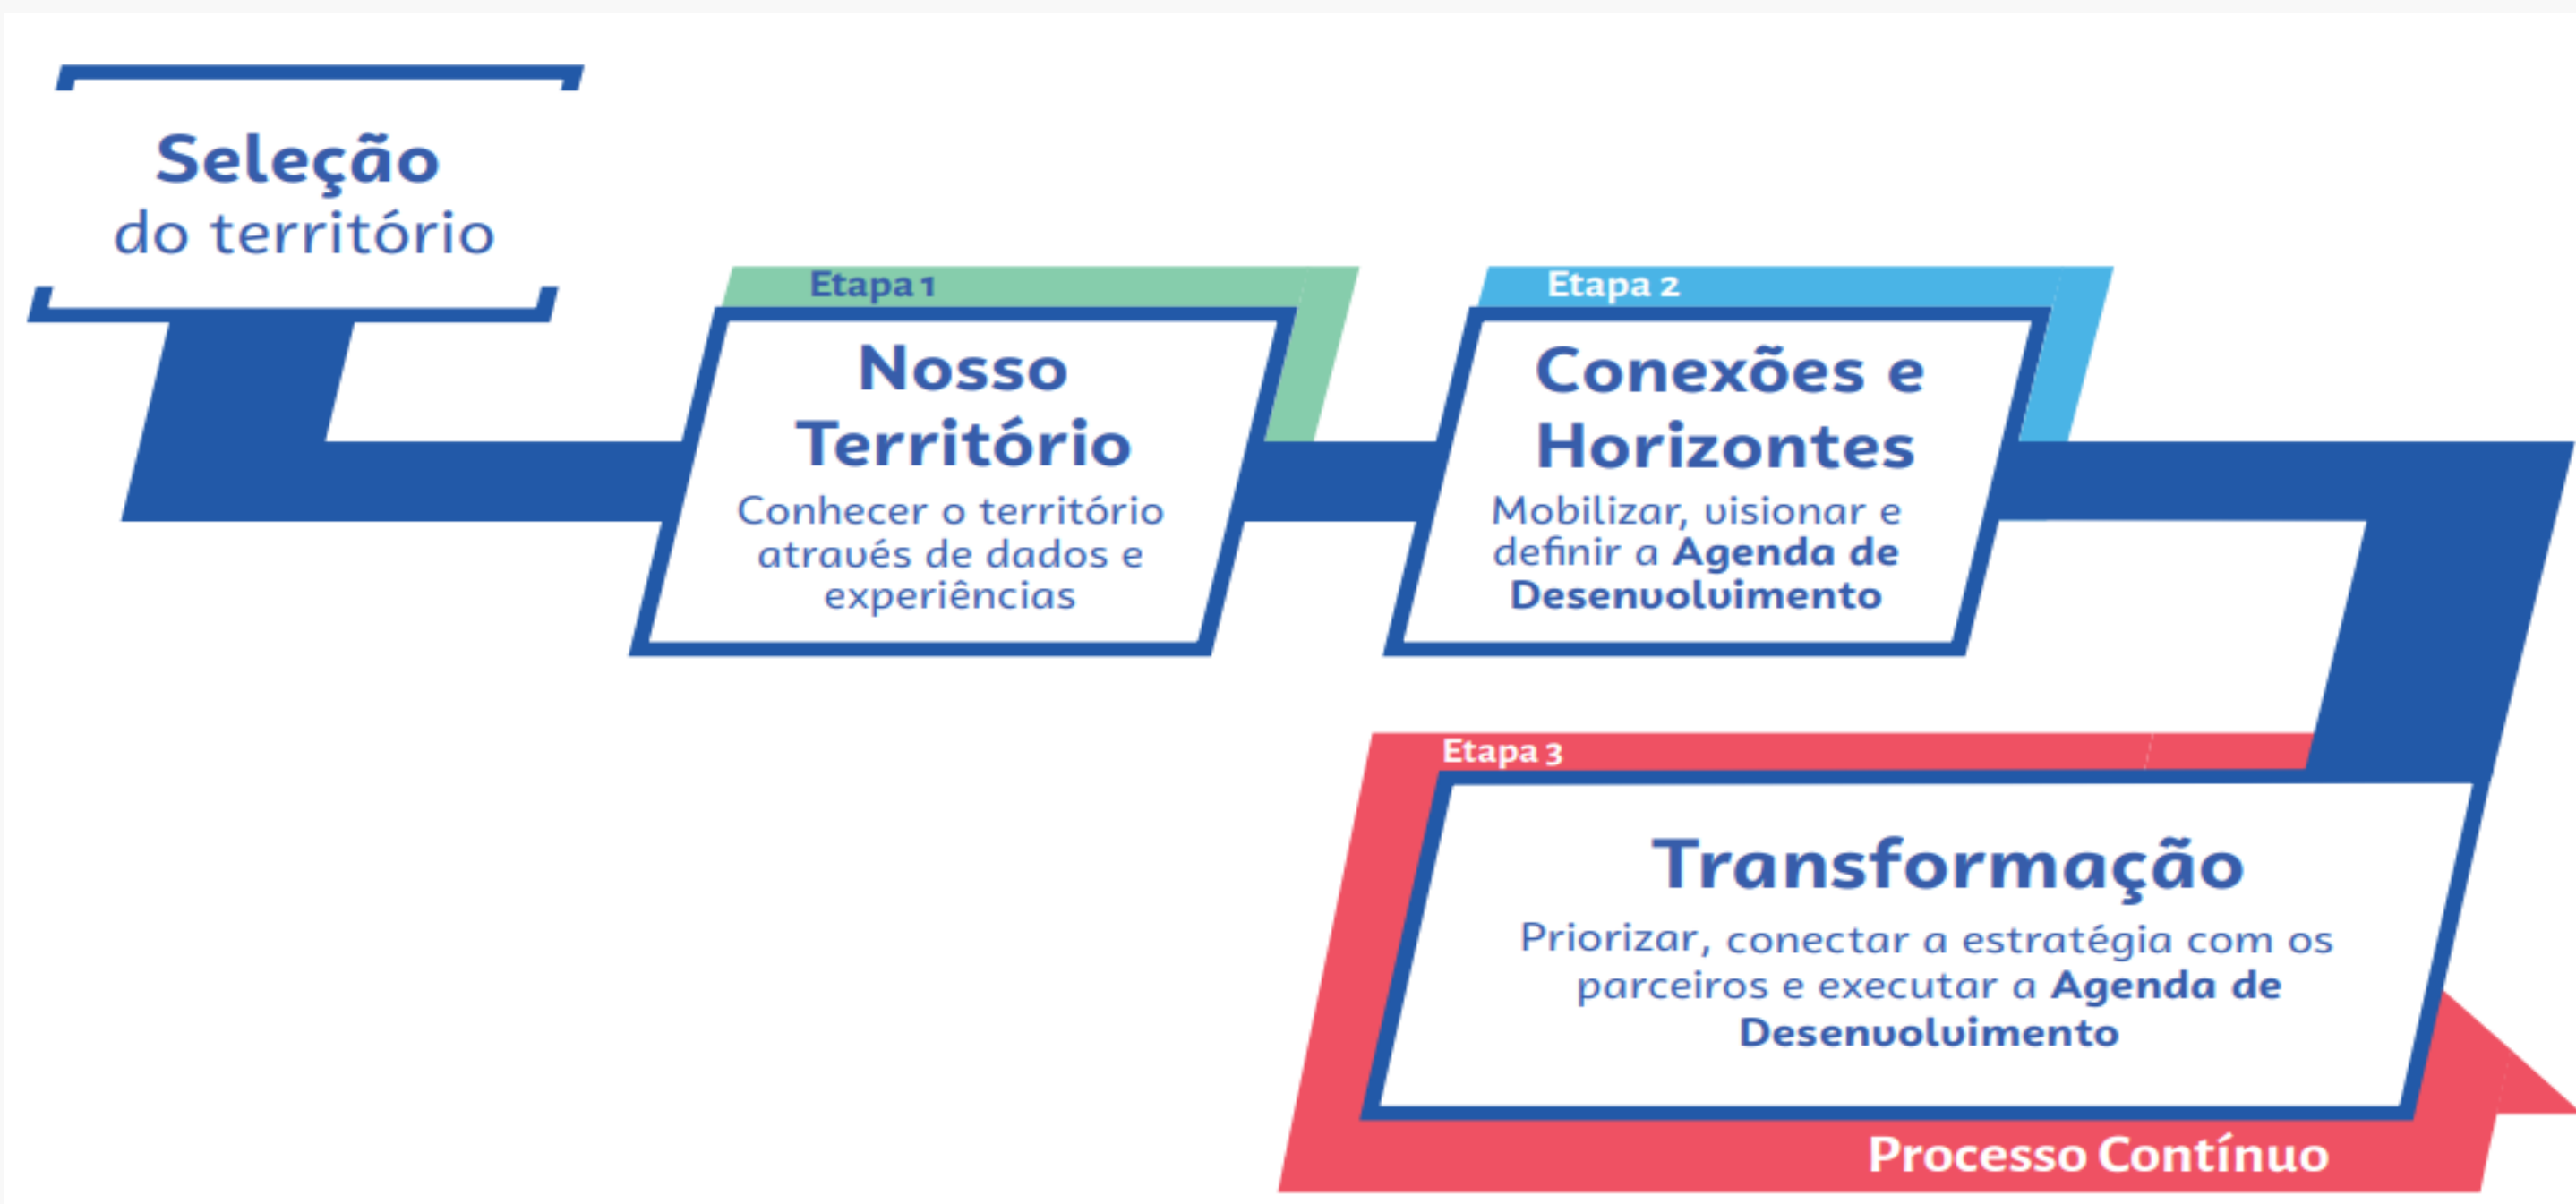 Seleção
do território
Etapa 1
Nosso
Território
Conhecer o território
através de dados e
experiências
Etapa 2
Conexões e
Horizontes
Mobilizar, visionar e
definir a Agenda de
Desenvolvimento
Etapa 3
Transformação
Priorizar, conectar a estratégia com os
parceiros e executar a Agenda de
Desenvolvimento
Processo Contínuo